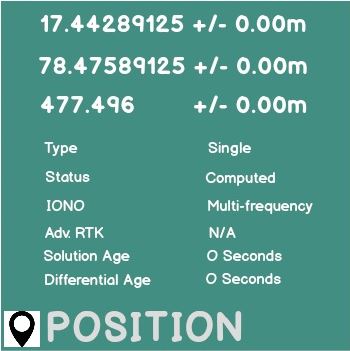 17.44289125 +/- 0.00m
78.47589125 +/- 0.00m
477.496 +/- 0.00m
Type Single
Status Computed
IONO Multi-frequency
Adv. RTK N/A
Solution Age 0 Seconds
Differential Age 0 Seconds
POSITION